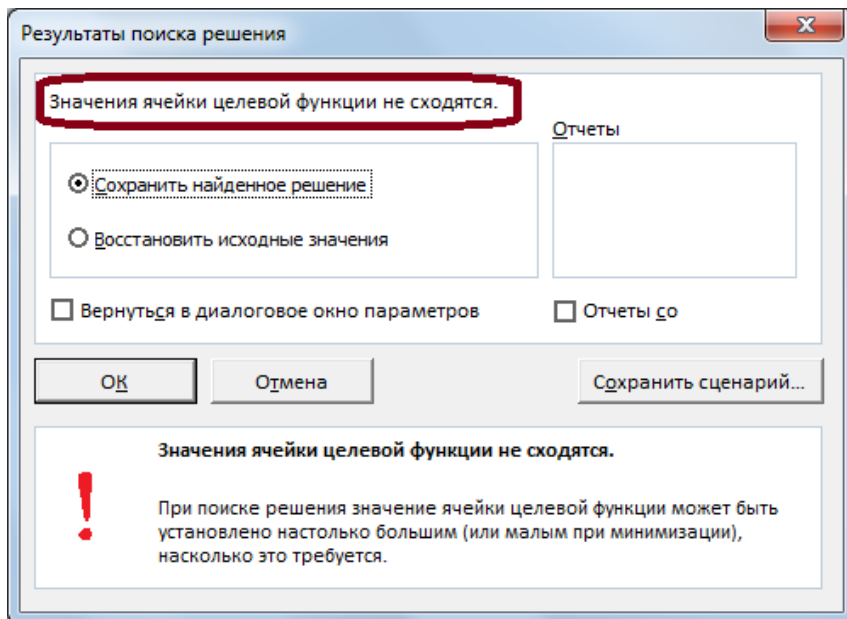 Результаты поиска решения
Значения ячейки целевой функции не сходятся.
Отчеты
Сохранить найденное решение
Восстановить исходные значения
Вернуться в диалоговое окно параметров
Отчеты со
ОК
Отмена
Сохранить сценарий...
Значения ячейки целевой функции не сходятся.
При поиске решения значение ячейки целевой функции может быть
установлено настолько большим (или малым при минимизации),
насколько это требуется.